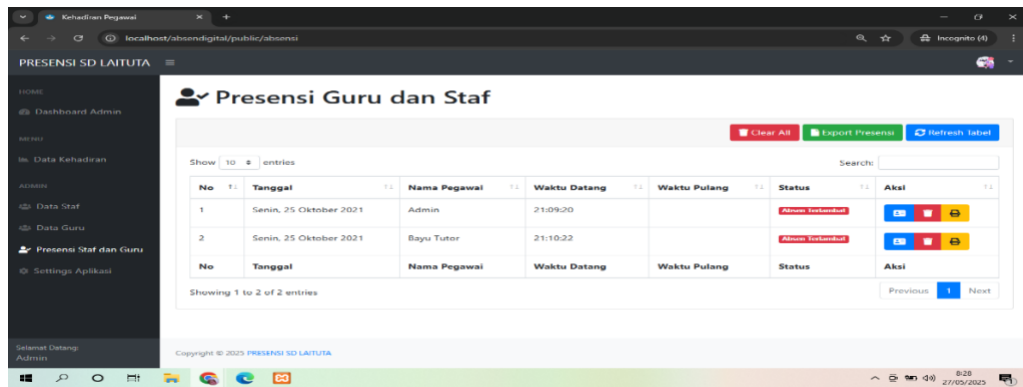 Kehadiran Pegawai
localhost/absendigital/public/absensi
Incognito (4)
PRESENSI SD LAITUTA
HOME
Dashboard Admin
MENU
Data Kehadiran
ADMIN
Data Staf
Data Guru
Presensi Staf dan Guru
Settings Aplikasi
Selamat Datang:
Admin
Presensi Guru dan Staf
Clear All Export Presensi Refresh Tabel
Show 10 entries Search:
No Tanggal Nama Pegawai Waktu Datang Waktu Pulang Status Aksi
1 Senin, 25 Oktober 2021 Admin 21:09:20 Absen Terlambat
2 Senin, 25 Oktober 2021 Bayu Tutor 21:10:22 Absen Terlambat
No Tanggal Nama Pegawai Waktu Datang Waktu Pulang Status Aksi
Showing 1 to 2 of 2 entries Previous 1 Next
Copyright © 2025 PRESENSI SD LAITUTA
8:28
27/05/2025